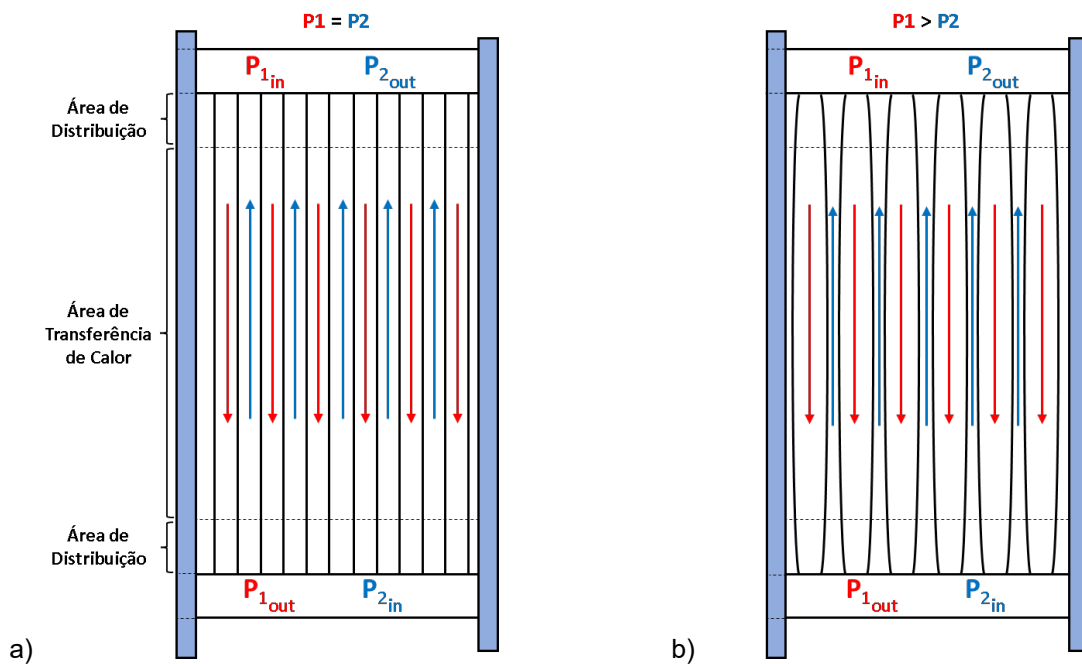 P1 = P2
P1in
P2out
Área de
Distribuição
Área de
Transferência
de Calor
Área de
Distribuição
P1out
P2in
a)
P1 > P2
P1in
P2out
P1out
P2in
b)